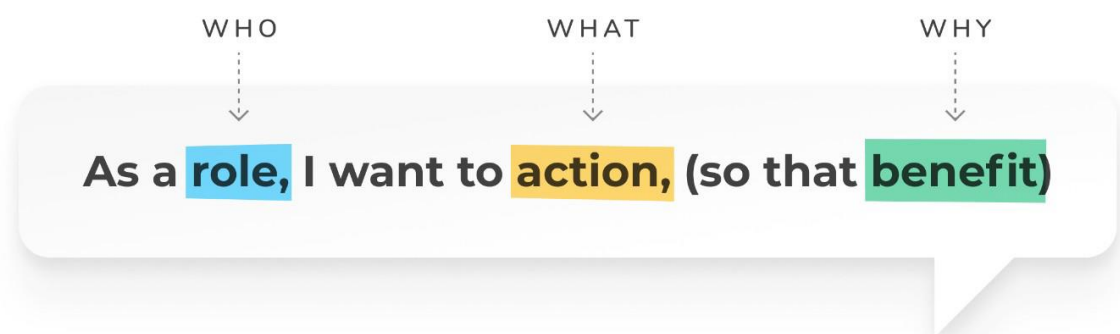 WHO WHAT WHY
As a role, I want to action, (so that benefit)